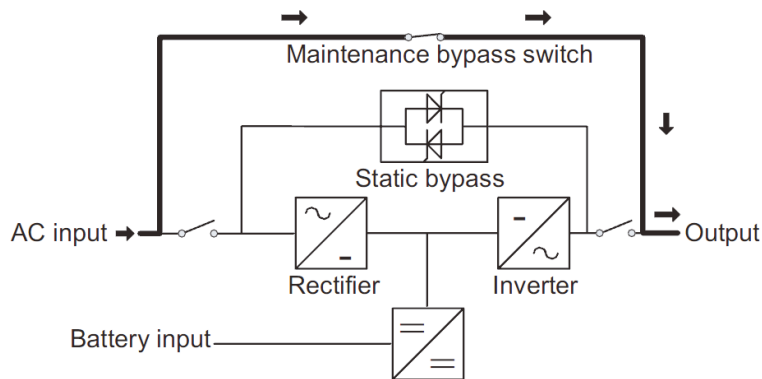 Maintenance bypass switch
Static bypass
AC input
Output
Rectifier
Inverter
Battery input